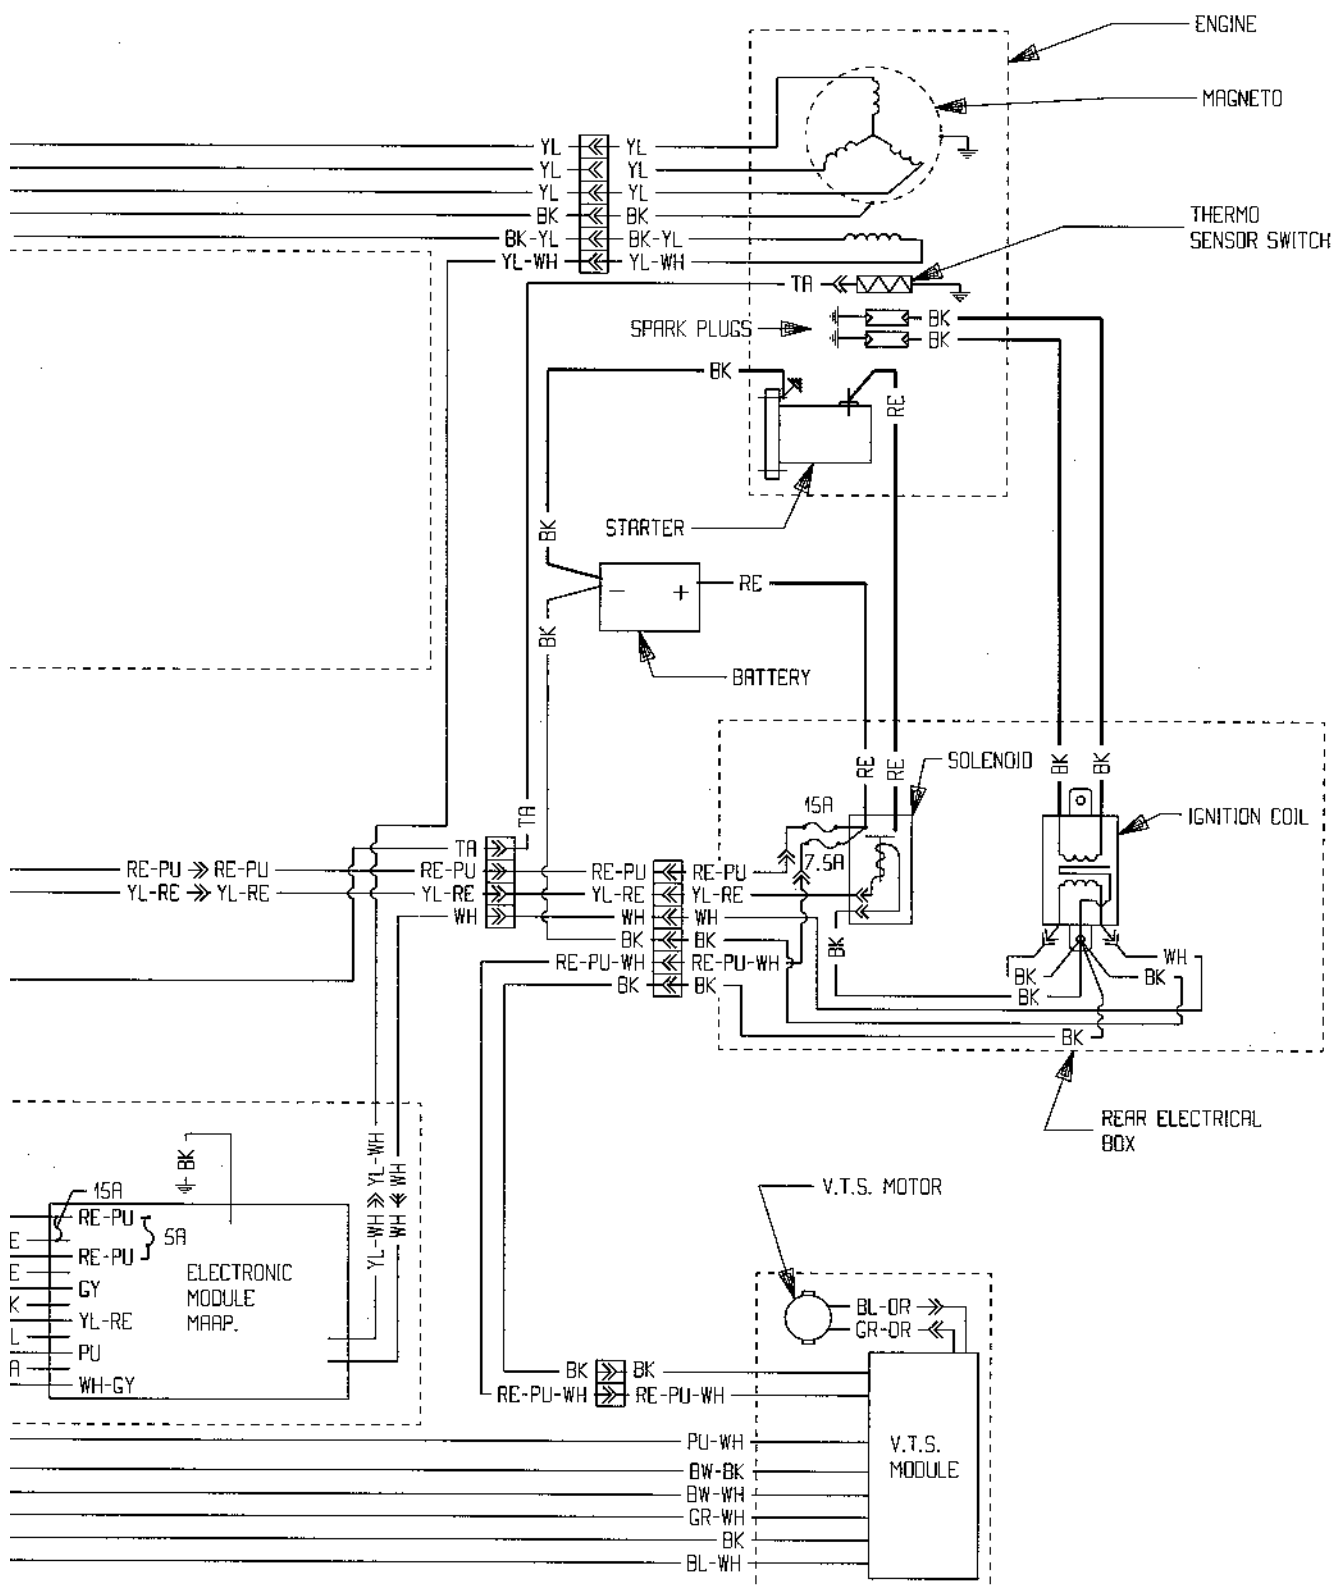 ENGINE
MAGNETO
YL YL
YL YL
YL YL
BK BK
BK-YL BK-YL
YL-WH YL-WH
THERMO
SENSOR SWITCH
TA
SPARK PLUGS
BK
BK
BK
RE
BK
STARTER
RE
BK
BATTERY
RE
RE
SOLENOID
BK
BK
15A
IGNITION COIL
TA
TA
7.5A
RE-PU RE-PU RE-PU RE-PU RE-PU
YL-RE YL-RE YL-RE YL-RE YL-RE
WH WH WH
BK BK
BK
RE-PU-WH RE-PU-WH
WH
BK
BK
BK BK
BK
BK
REAR ELECTRICAL
BOX
YL-WH
WH
YL-WH
WH
BK
15A
RE-PU
5A
E
RE-PU
E
GY
K
YL-RE
L
PU
A
WH-GY
ELECTRONIC
MODULE
MAAP.
V.T.S. MOTOR
BL-OR
GR-OR
BK BK
RE-PU-WH RE-PU-WH
PU-WH
BW-BK
BW-WH
GR-WH
BK
BL-WH
V.T.S.
MODULE